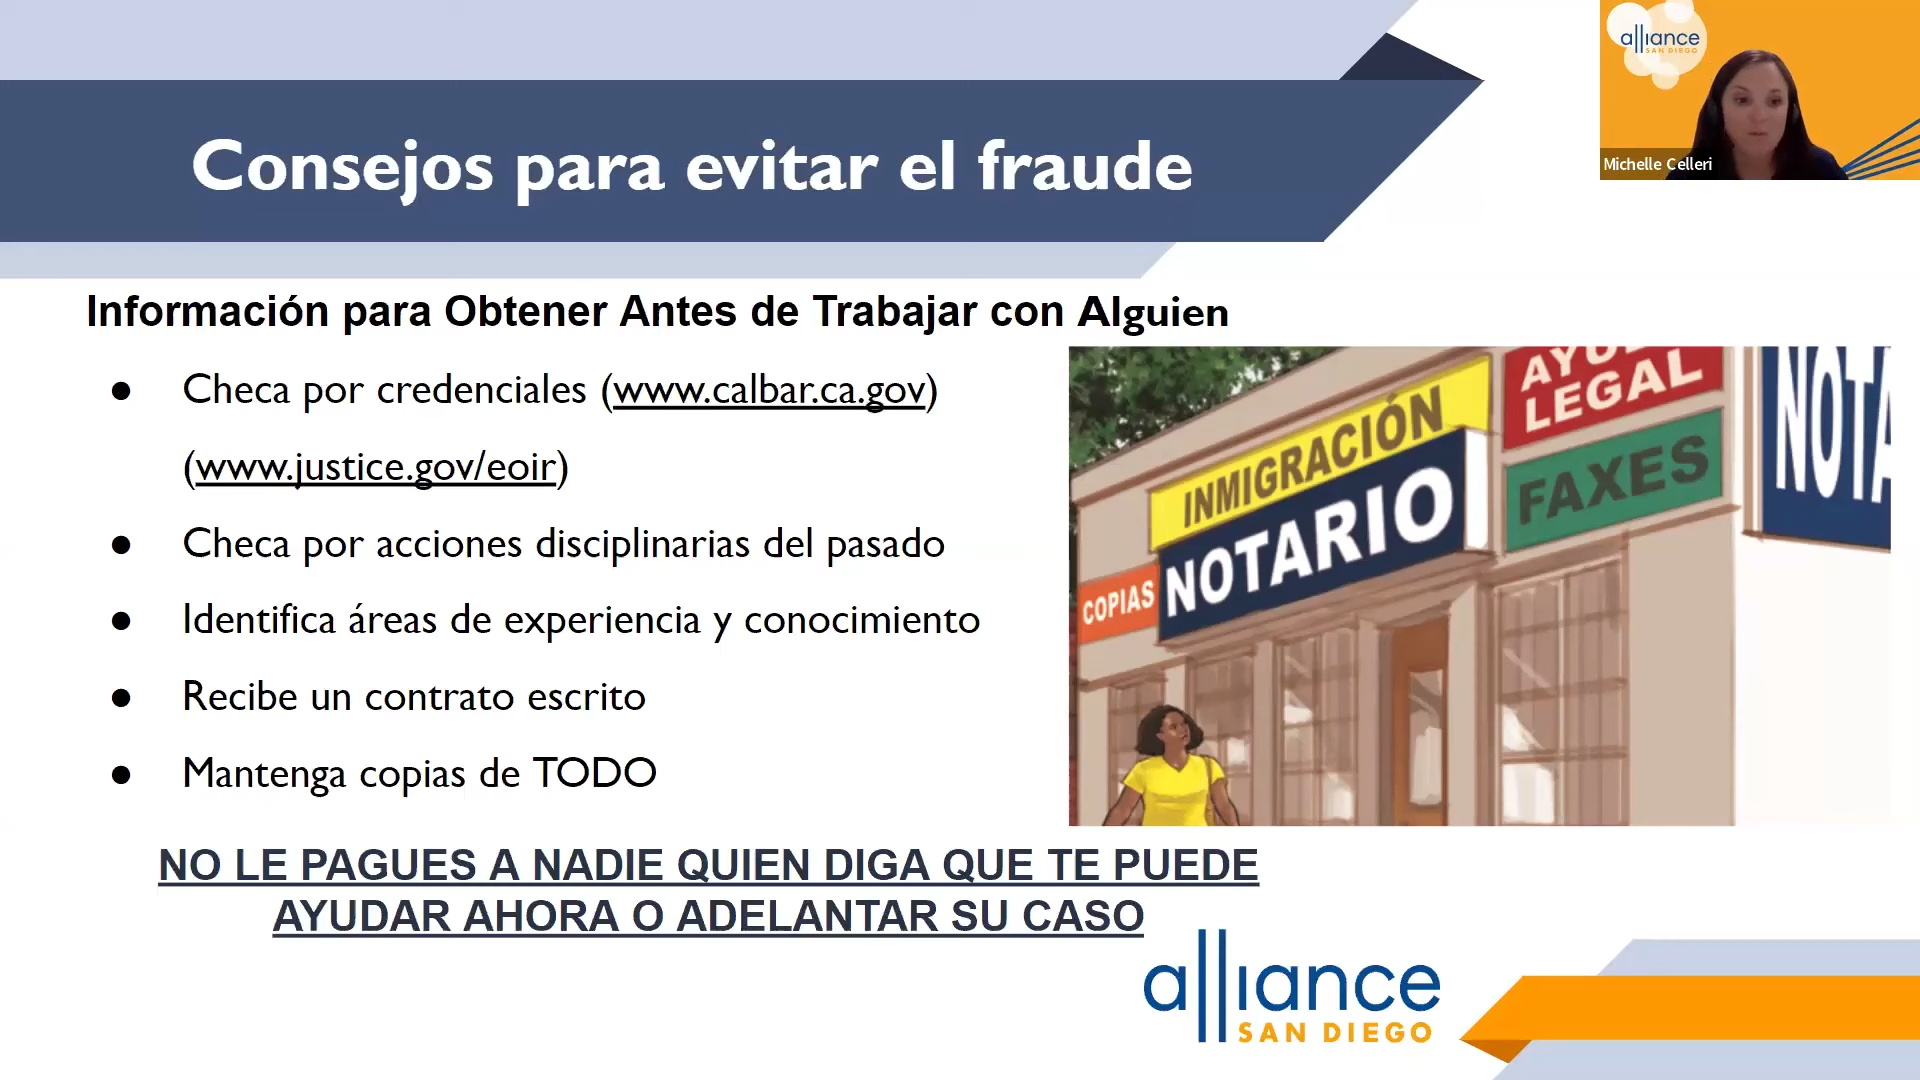 alliance
SAN DIEGO
Michelle Celleri
Consejos para evitar el fraude
Información para Obtener Antes de Trabajar con Alguien
● Checa por credenciales (www.calbar.ca.gov)
(www.justice.gov/eoir)
● Checa por acciones disciplinarias del pasado
● Identifica áreas de experiencia y conocimiento
● Recibe un contrato escrito
● Mantenga copias de TODO
INMIGRACIÓN
NOTARIO
COPIAS
AYU
LEGAL
FAXES
NOTA
NO LE PAGUES A NADIE QUIEN DIGA QUE TE PUEDE
AYUDAR AHORA O ADELANTAR SU CASO
alliance
SAN DIEGO